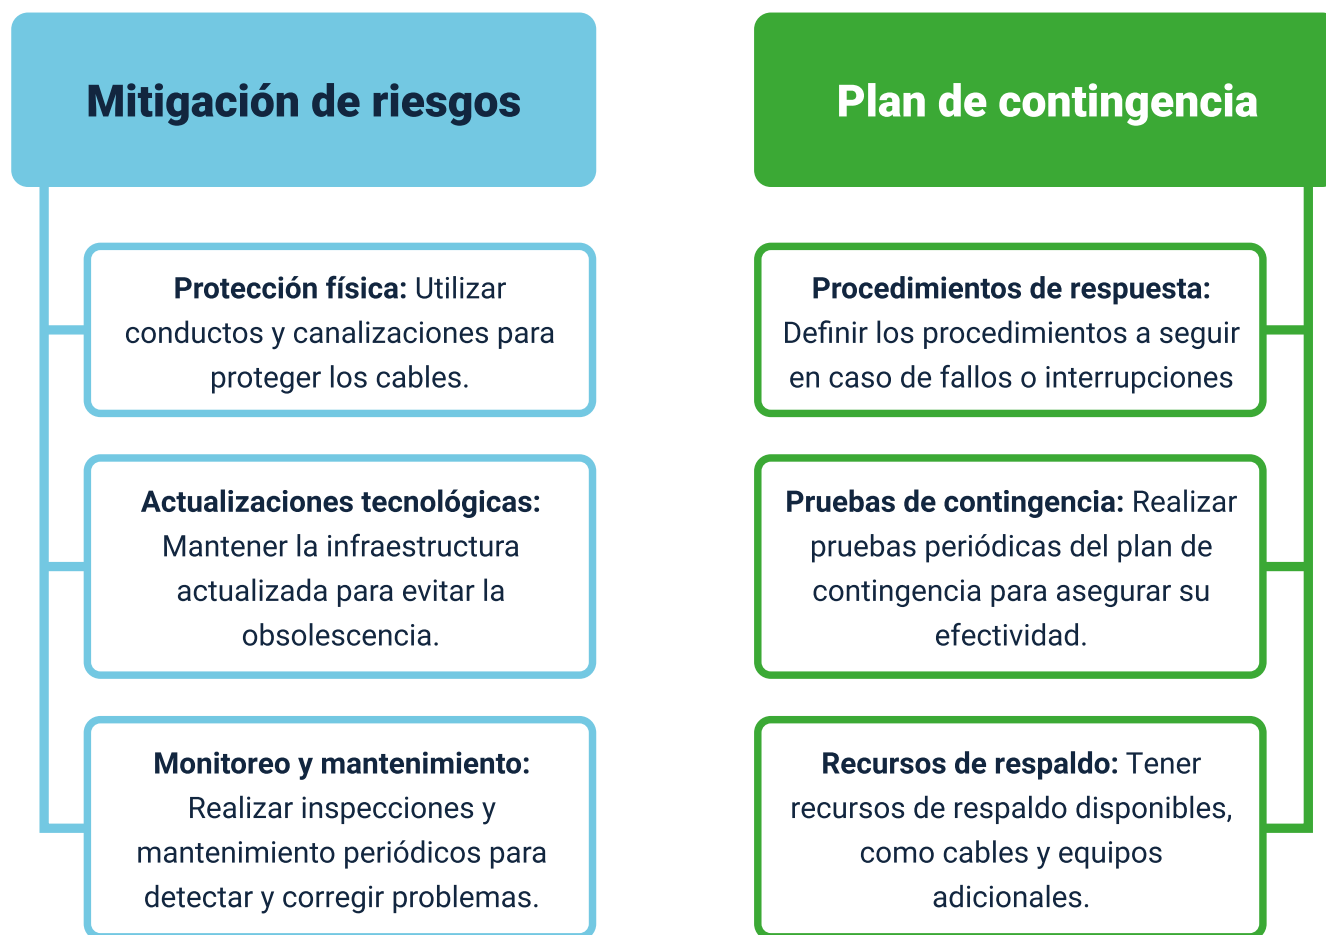 Mitigación de riesgos
Protección física: Utilizar
conductos y canalizaciones para
proteger los cables.
Actualizaciones tecnológicas:
Mantener la infraestructura
actualizada para evitar la
obsolescencia.
Monitoreo y mantenimiento:
Realizar inspecciones y
mantenimiento periódicos para
detectar y corregir problemas.
Plan de contingencia
Procedimientos de respuesta:
Definir los procedimientos a seguir
en caso de fallos o interrupciones
Pruebas de contingencia: Realizar
pruebas periódicas del plan de
contingencia para asegurar su
efectividad.
Recursos de respaldo: Tener
recursos de respaldo disponibles,
como cables y equipos
adicionales.